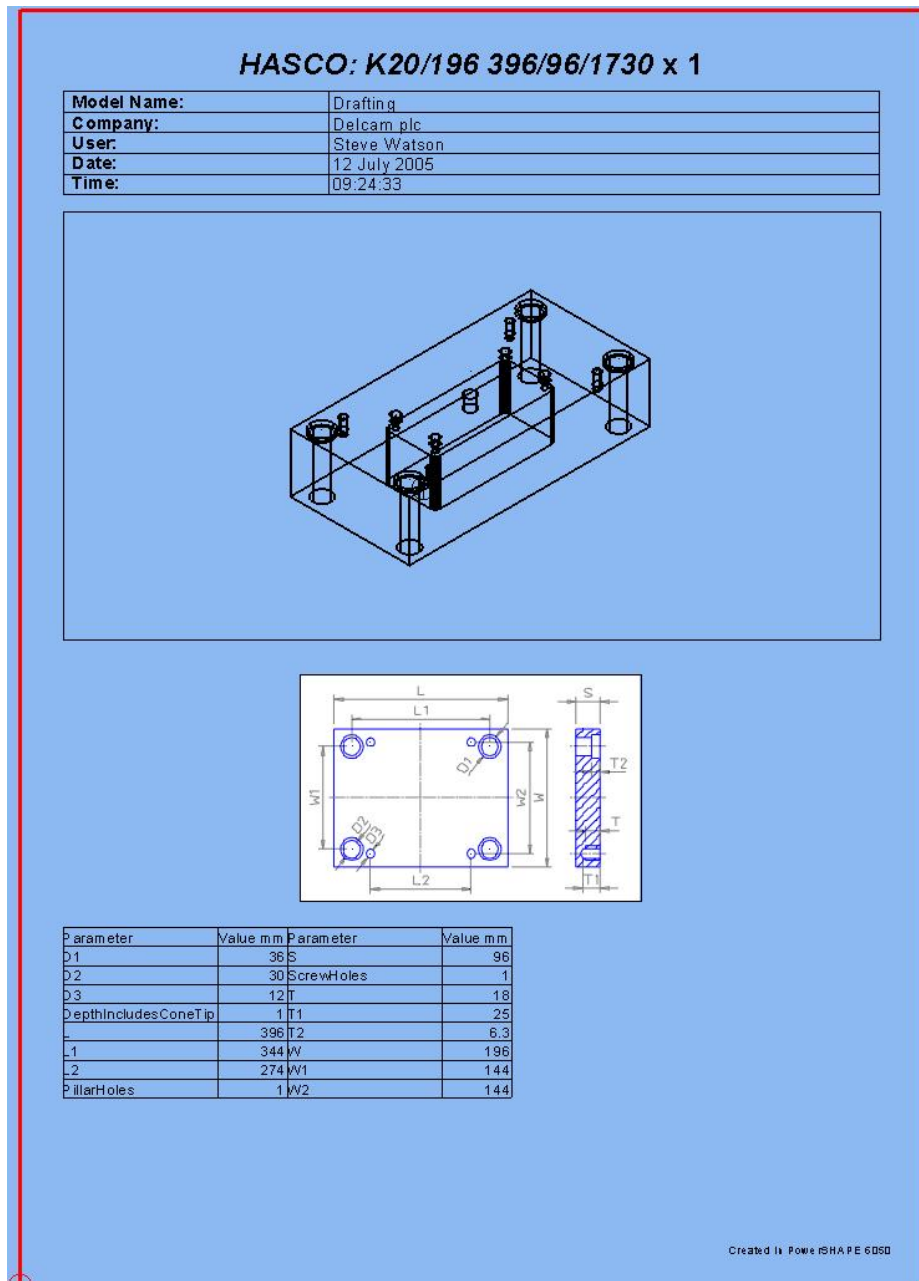 HASCO: K20/196 396/96/1730 x 1
Model Name: Drafting
Company: Delcam plc
User: Steve Watson
Date: 12 July 2005
Time: 09:24:33
L
S
L1
D1
T2
W1
W2
W
D2
D3
T
L2
T1
Parameter Value mm Parameter Value mm
D1 36 S 96
D2 30 ScrewHoles 1
D3 12 T 18
DepthIncludesConeTip 1 T1 25
L 396 T2 6.3
L1 344 W 196
L2 274 W1 144
PillarHoles 1 W2 144
Created in PowerSHAPE 6050